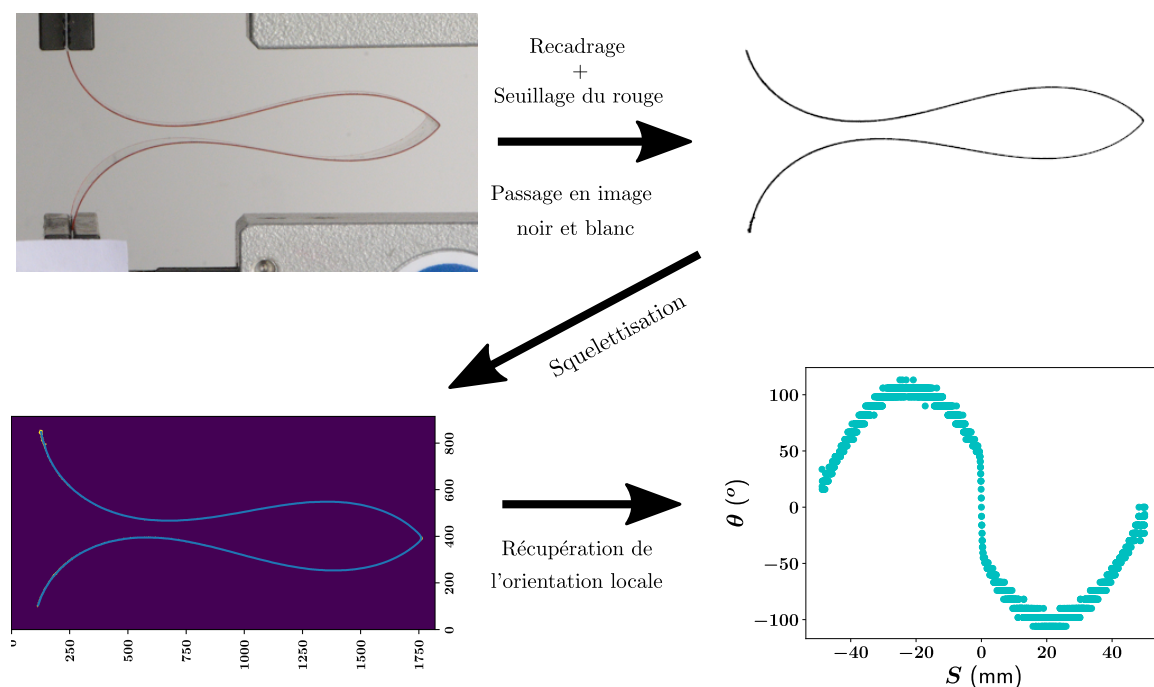 Recadrage
+
Seuillage du rouge
Passage en image
noir et blanc
Squelettisation
800
600
400
200
0
0 250 500 750 1000 1250 1500 1750
Récupération de
l'orientation locale
100
50
0
−50
−100
θ (º)
−40 −20 0 20 40
S (mm)